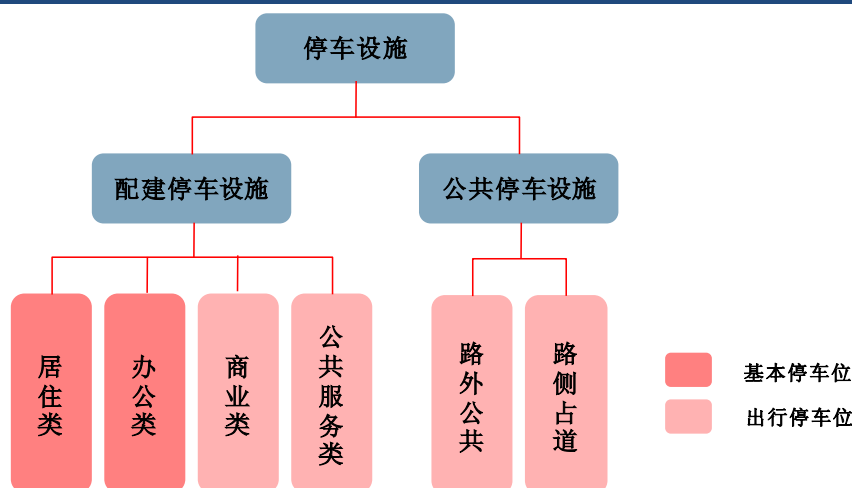 停车设施
配建停车设施
公共停车设施
居住类
办公类
商业类
公共服务类
路外公共
路侧占道
基本停车位
出行停车位